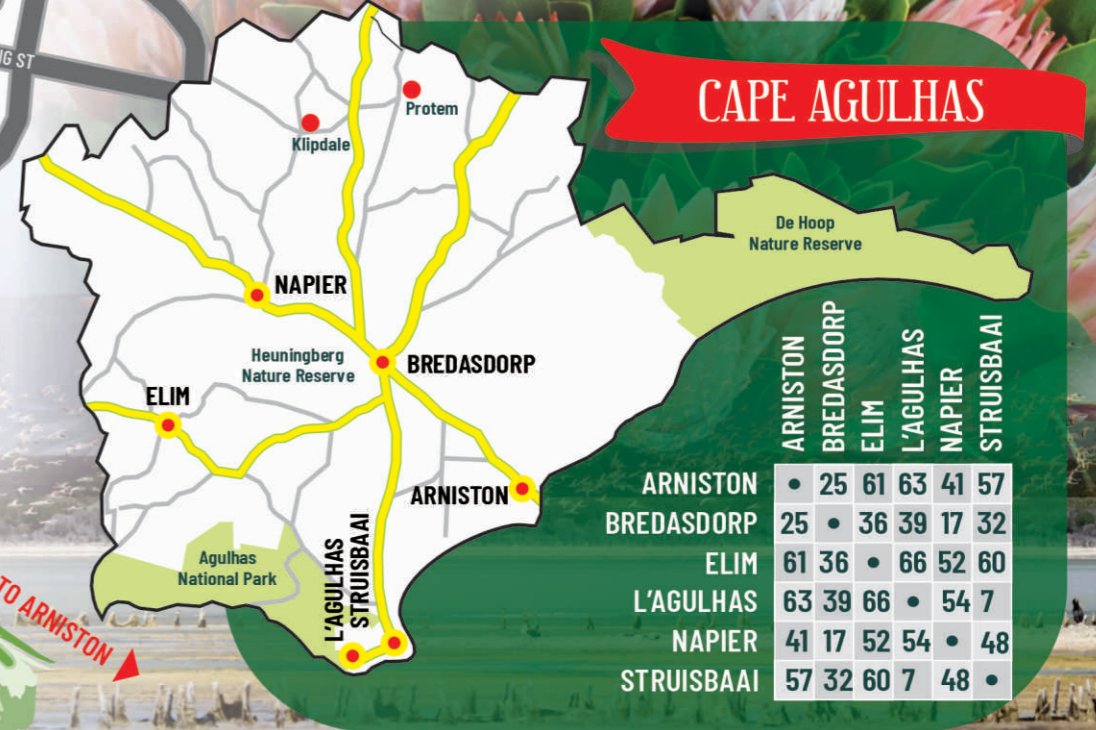 G ST
CAPE AGULHAS
Protem
Klipdale
De Hoop
Nature Reserve
NAPIER
Heuningberg
Nature Reserve
BREDASDORP
ELIM
ARNISTON
Agulhas
National Park
L'AGULHAS
STRUISBAAI
TO ARNISTON
ARNISTON BREDASDORP ELIM L'AGULHAS NAPIER STRUISBAAI
ARNISTON • 25 61 63 41 57
BREDASDORP 25 • 36 39 17 32
ELIM 61 36 • 66 52 60
L'AGULHAS 63 39 66 • 54 7
NAPIER 41 17 52 54 • 48
STRUISBAAI 57 32 60 7 48 •